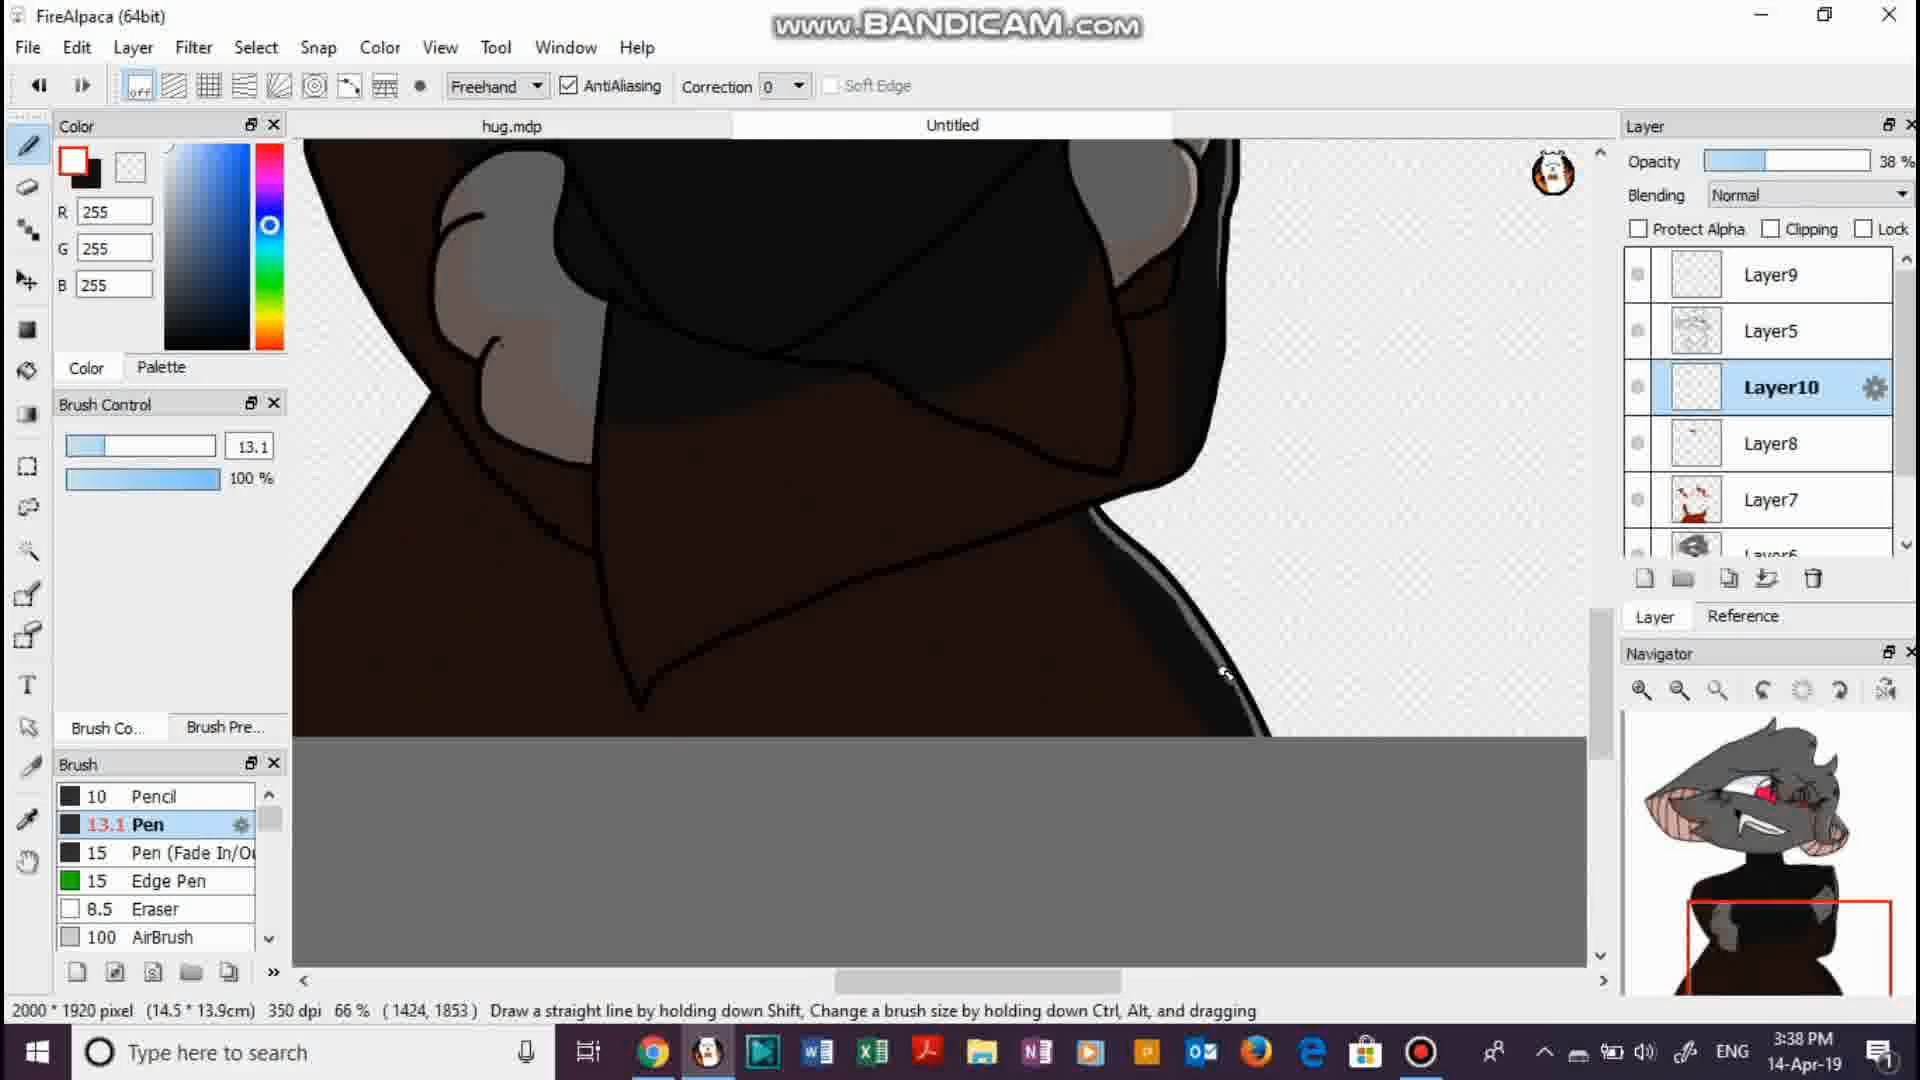 FireAlpaca (64bit)
www.BANDICAM.com
File Edit Layer Filter Select Snap Color View Tool Window Help
off Freehand AntiAliasing Correction 0 Soft Edge
Color
hug.mdp
Untitled
Layer
R 255
G 255
B 255
Color Palette
Opacity 38 %
Blending Normal
Protect Alpha Clipping Lock
Layer9
Layer5
Layer10
Layer8
Layer7
Layer6
Layer Reference
Navigator
Brush Control
13.1
100 %
Brush Co... Brush Pre...
Brush
10 Pencil
13.1 Pen
15 Pen (Fade In/Ou
15 Edge Pen
8.5 Eraser
100 AirBrush
2000 * 1920 pixel (14.5 * 13.9cm) 350 dpi 66 % ( 1424, 1853 ) Draw a straight line by holding down Shift, Change a brush size by holding down Ctrl, Alt, and dragging
Type here to search
ENG
3:38 PM
14-Apr-19
1